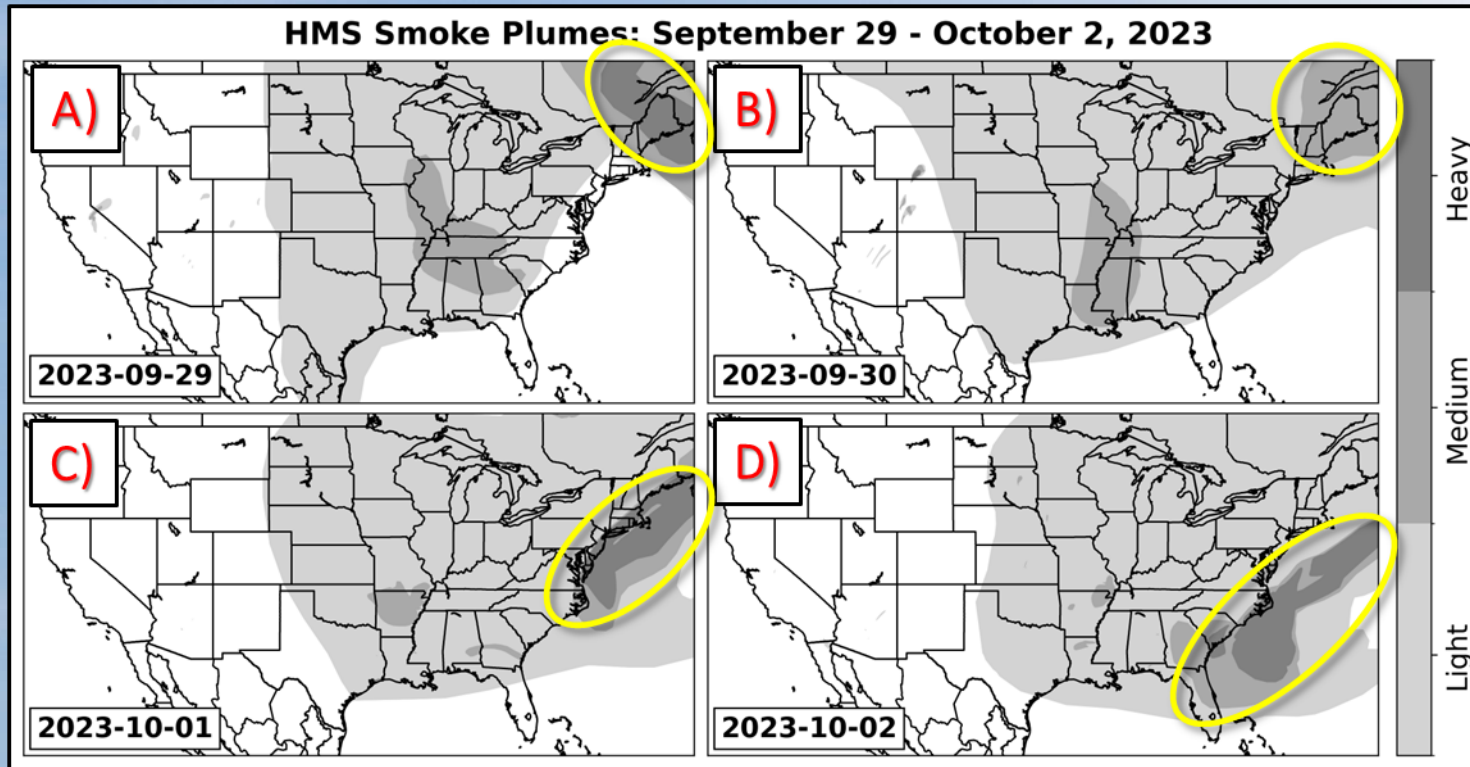 HMS Smoke Plumes: September 29 - October 2, 2023
A)
2023-09-29
B)
2023-09-30
C)
2023-10-01
D)
2023-10-02
Heavy
Medium
Light